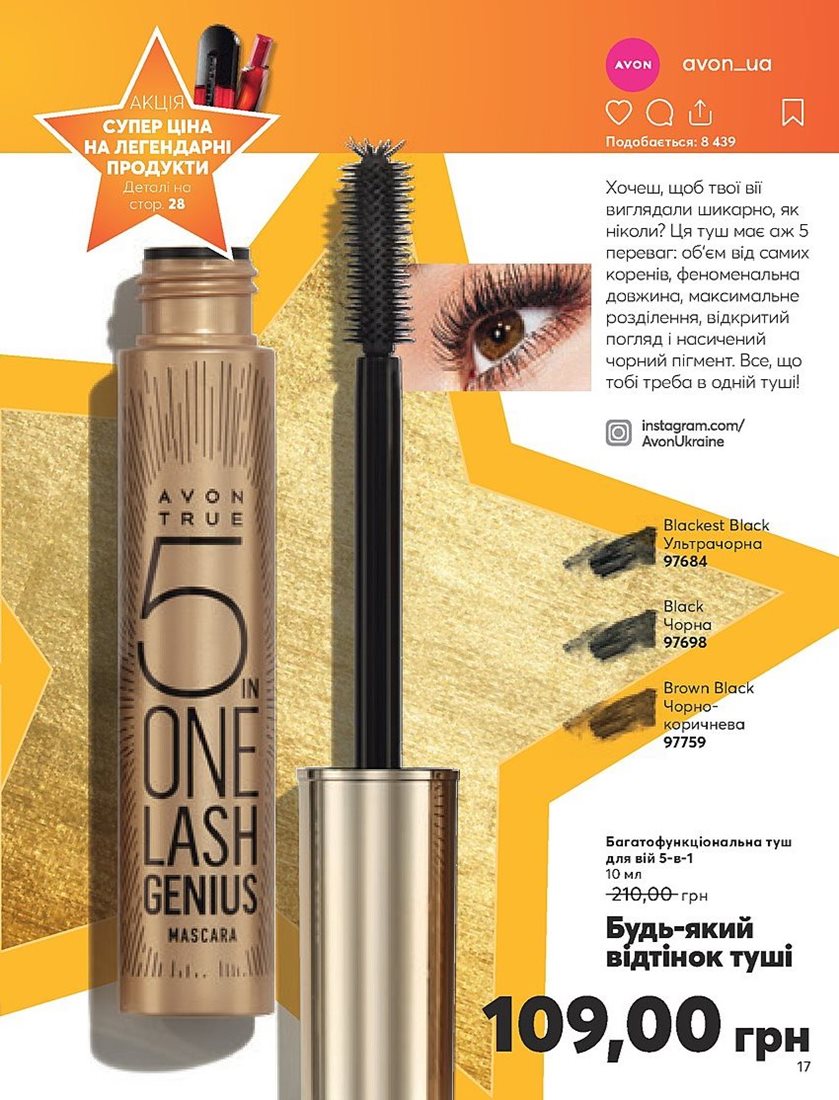 АКЦІЯ
СУПЕР ЦІНА
НА ЛЕГЕНДАРНІ
ПРОДУКТИ
Деталі на
стор. 28
AVON
avon_ua
Подобається: 8 439
Хочеш, щоб твої вії
виглядали шикарно, як
ніколи? Ця туш має аж 5
переваг: об’єм від самих
коренів, феноменальна
довжина, максимальне
розділення, відкритий
погляд і насичений
чорний пігмент. Все, що
тобі треба в одній туші!
instagram.com/
AvonUkraine
AVON
TRUE
5
IN
ONE
LASH
GENIUS
MASCARA
Blackest Black
Ультрачорна
97684
Black
Чорна
97698
Brown Black
Чорно-
коричнева
97759
Багатофункціональна туш
для вій 5-в-1
10 мл
210,00 грн
Будь-який
відтінок туші
109,00 грн
17